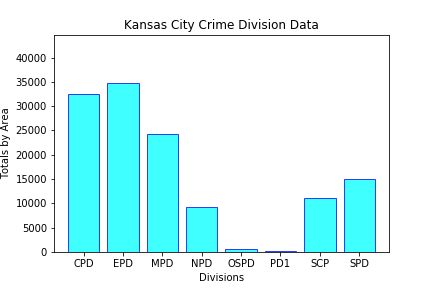 Kansas City Crime Division Data
Totals by Area
40000
35000
30000
25000
20000
15000
10000
5000
0
CPD EPD MPD NPD OSPD PD1 SCP SPD
Divisions